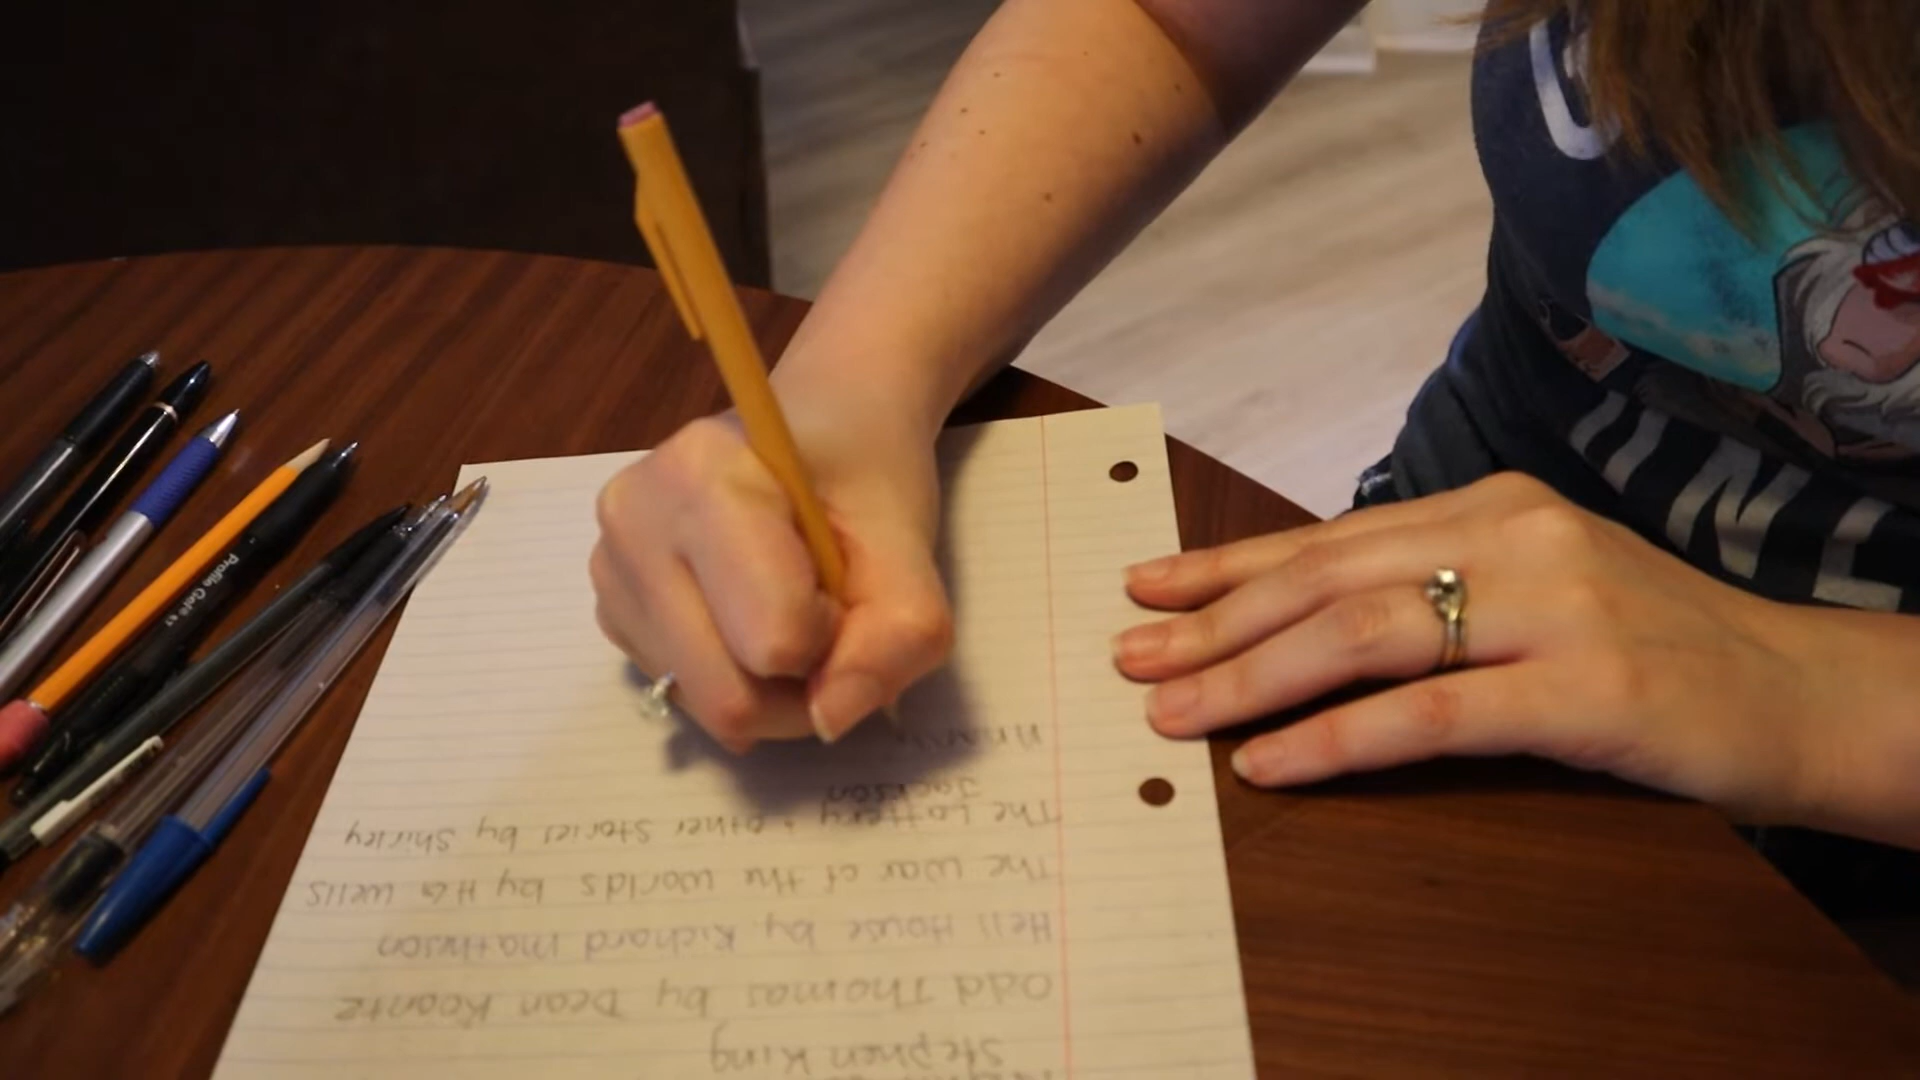 Stephen King
Odd Thomas by Dean Koontz
Hell House by Richard Matheson
The War of the Worlds by HG Wells
The Lottery & other Stories by Shirley
Jackson
Profile Gel